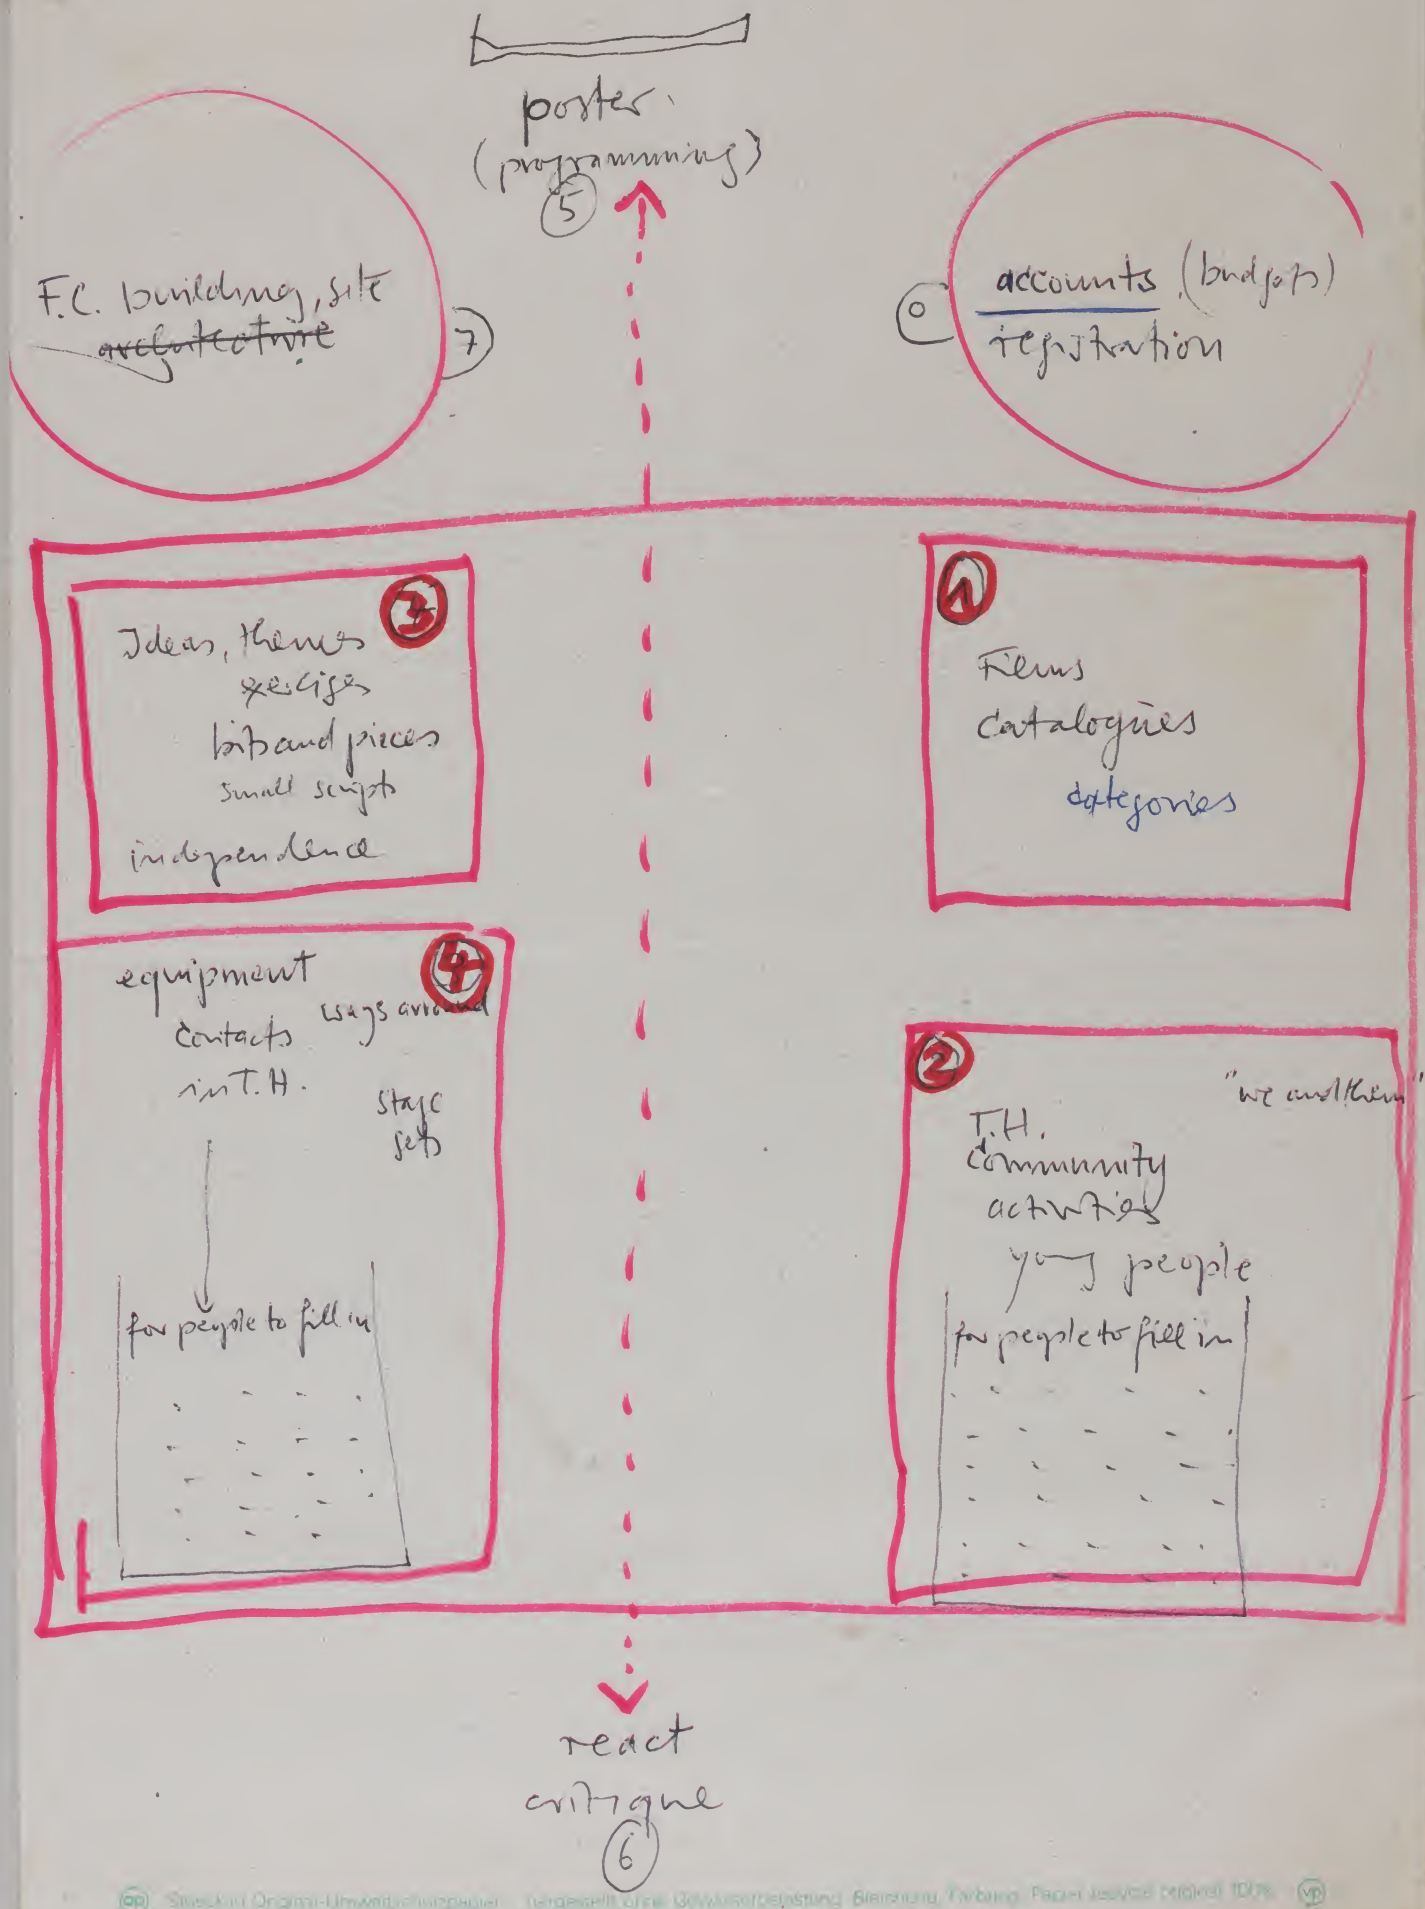 poster.
(programming)
5
F.C. building, site
architecture
7
0
accounts (budgets)
registration
3
Ideas, themes
exercises
bits and pieces
small scripts
independence
1
Films
catalogues
categories
4
equipment
ways arround
contacts
in T.H.
stage
sets
for people to fill in
2
"we and them"
T.H.
community
activities
young people
for people to fill in
react
critique
6